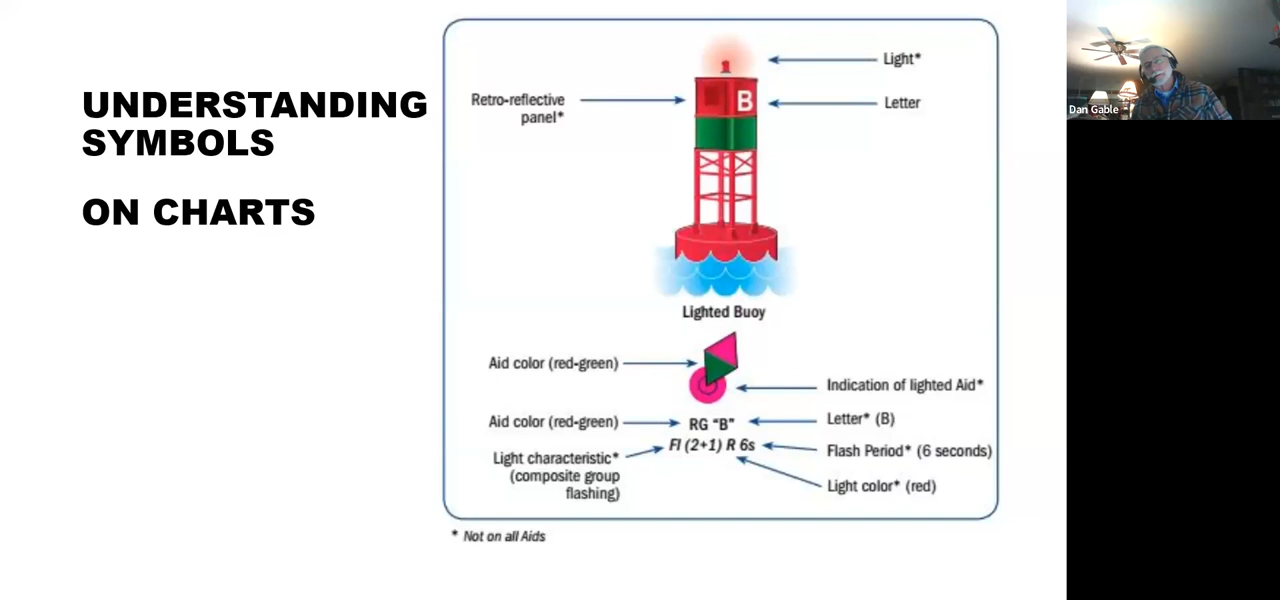 UNDERSTANDING
SYMBOLS
ON CHARTS
Light*
Retro-reflective
panel*
B
Letter
Lighted Buoy
Aid color (red-green)
Indication of lighted Aid*
Aid color (red-green)
RG "B"
Letter* (B)
Fl (2+1) R 6s
Flash Period* (6 seconds)
Light characteristic*
(composite group
flashing)
Light color* (red)
* Not on all Aids
Dan Gable